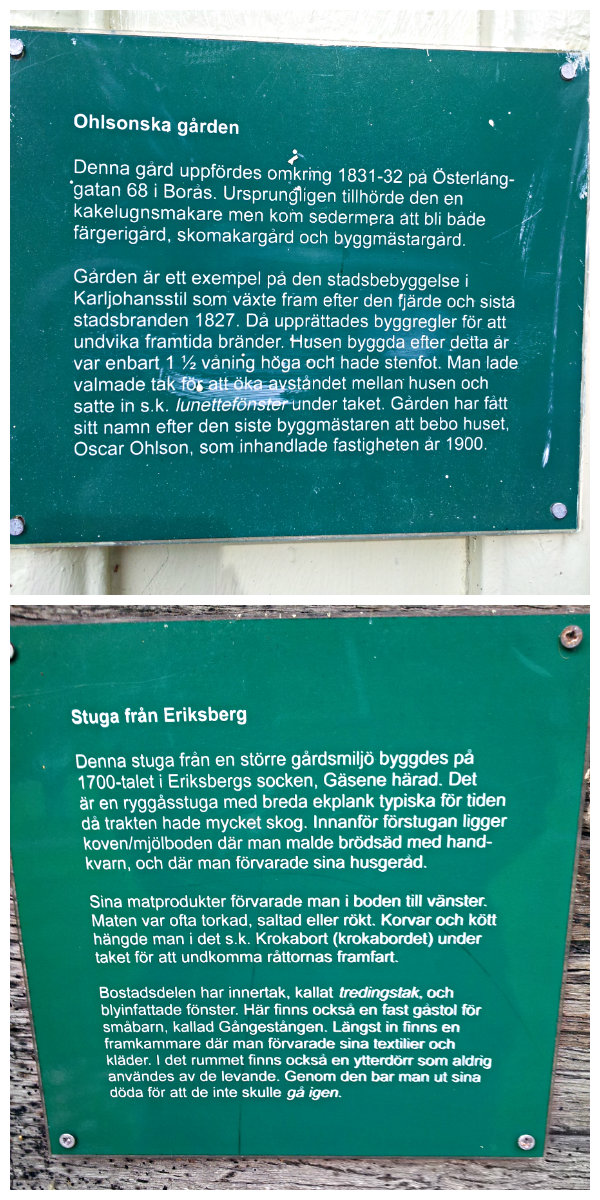 Ohlsonska gården
Denna gård uppfördes omkring 1831-32 på Österlång-
gatan 68 i Borås. Ursprungligen tillhörde den en
kakelugnsmakare men kom sedermera att bli både
färgerigård, skomakargård och byggmästargård.
Gården är ett exempel på den stadsbebyggelse i
Karljohansstil som växte fram efter den fjärde och sista
stadsbranden 1827. Då upprättades byggregler för att
undvika framtida bränder. Husen byggda efter detta år
var enbart 1 ½ våning höga och hade stenfot. Man lade
valmade tak för att öka avståndet mellan husen och
satte in s.k. lunettefönster under taket. Gården har fått
sitt namn efter den siste byggmästaren att bebo huset,
Oscar Ohlson, som inhandlade fastigheten år 1900.
Stuga från Eriksberg
Denna stuga från en större gårdsmiljö byggdes på
1700-talet i Eriksbergs socken, Gäsene härad. Det
är en ryggåsstuga med breda ekplank typiska för tiden
då trakten hade mycket skog. Innanför förstugan ligger
koven/mjölboden där man malde brödsäd med hand-
kvarn, och där man förvarade sina husgeråd.
Sina matprodukter förvarade man i boden till vänster.
Maten var ofta torkad, saltad eller rökt. Korvar och kött
hängde man i det s.k. Krokabort (krokabordet) under
taket för att undkomma råttornas framfart.
Bostadsdelen har innertak, kallat tredingstak, och
blyinfattade fönster. Här finns också en fast gåstol för
småbarn, kallad Gångestången. Längst in finns en
framkammare där man förvarade sina textilier och
kläder. I det rummet finns också en ytterdörr som aldrig
användes av de levande. Genom den bar man ut sina
döda för att de inte skulle gå igen.